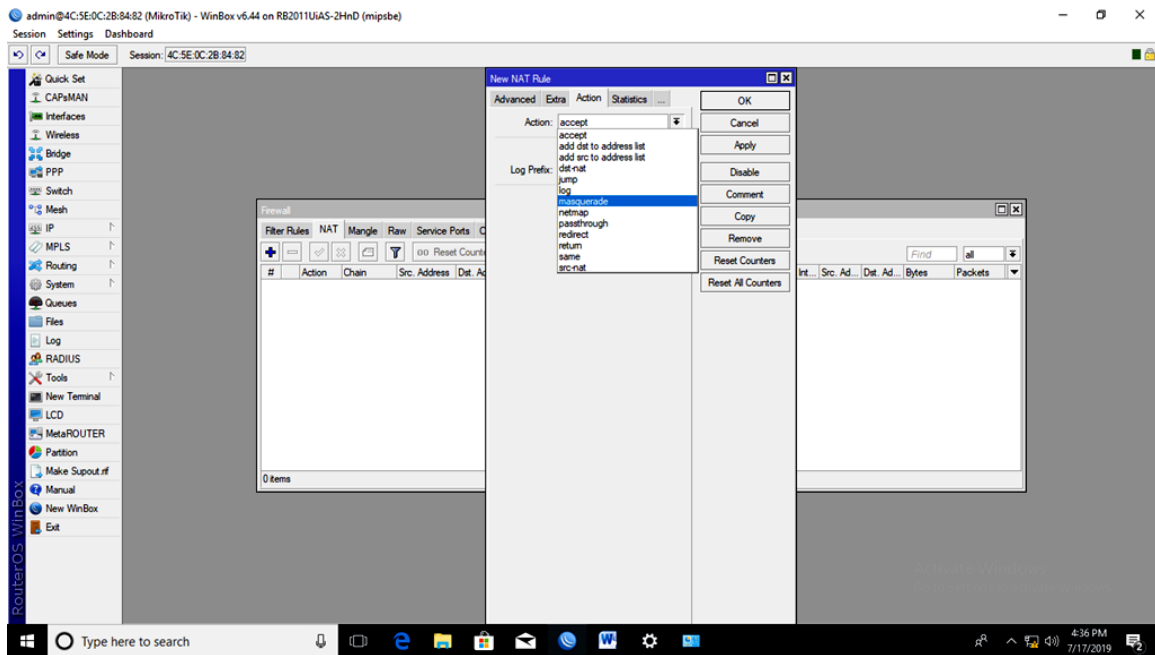 admin@4C:5E:0C:2B:84:82 (MikroTik) - WinBox v6.44 on RB2011UiAS-2HnD (mipsbe)
Session Settings Dashboard
Safe Mode Session: 4C:5E:0C:2B:84:82
Quick Set
CAPsMAN
Interfaces
Wireless
Bridge
PPP
Switch
Mesh
IP
MPLS
Routing
System
Queues
Files
Log
RADIUS
Tools
New Terminal
LCD
MetaROUTER
Partition
Make Supout.rif
Manual
New WinBox
Exit
RouterOS WinBox
Firewall
Filter Rules NAT Mangle Raw Service Ports C
00 Reset Counte
Find all
# Action Chain Src. Address Dst. Ad
Int... Src. Ad... Dst. Ad... Bytes Packets
0 items
New NAT Rule
Advanced Extra Action Statistics ...
Action: accept
accept
add dst to address list
add src to address list
dst-nat
jump
log
masquerade
netmap
passthrough
redirect
return
same
src-nat
Log Prefix:
OK
Cancel
Apply
Disable
Comment
Copy
Remove
Reset Counters
Reset All Counters
Activate Windows
Type here to search
4:36 PM
7/17/2019